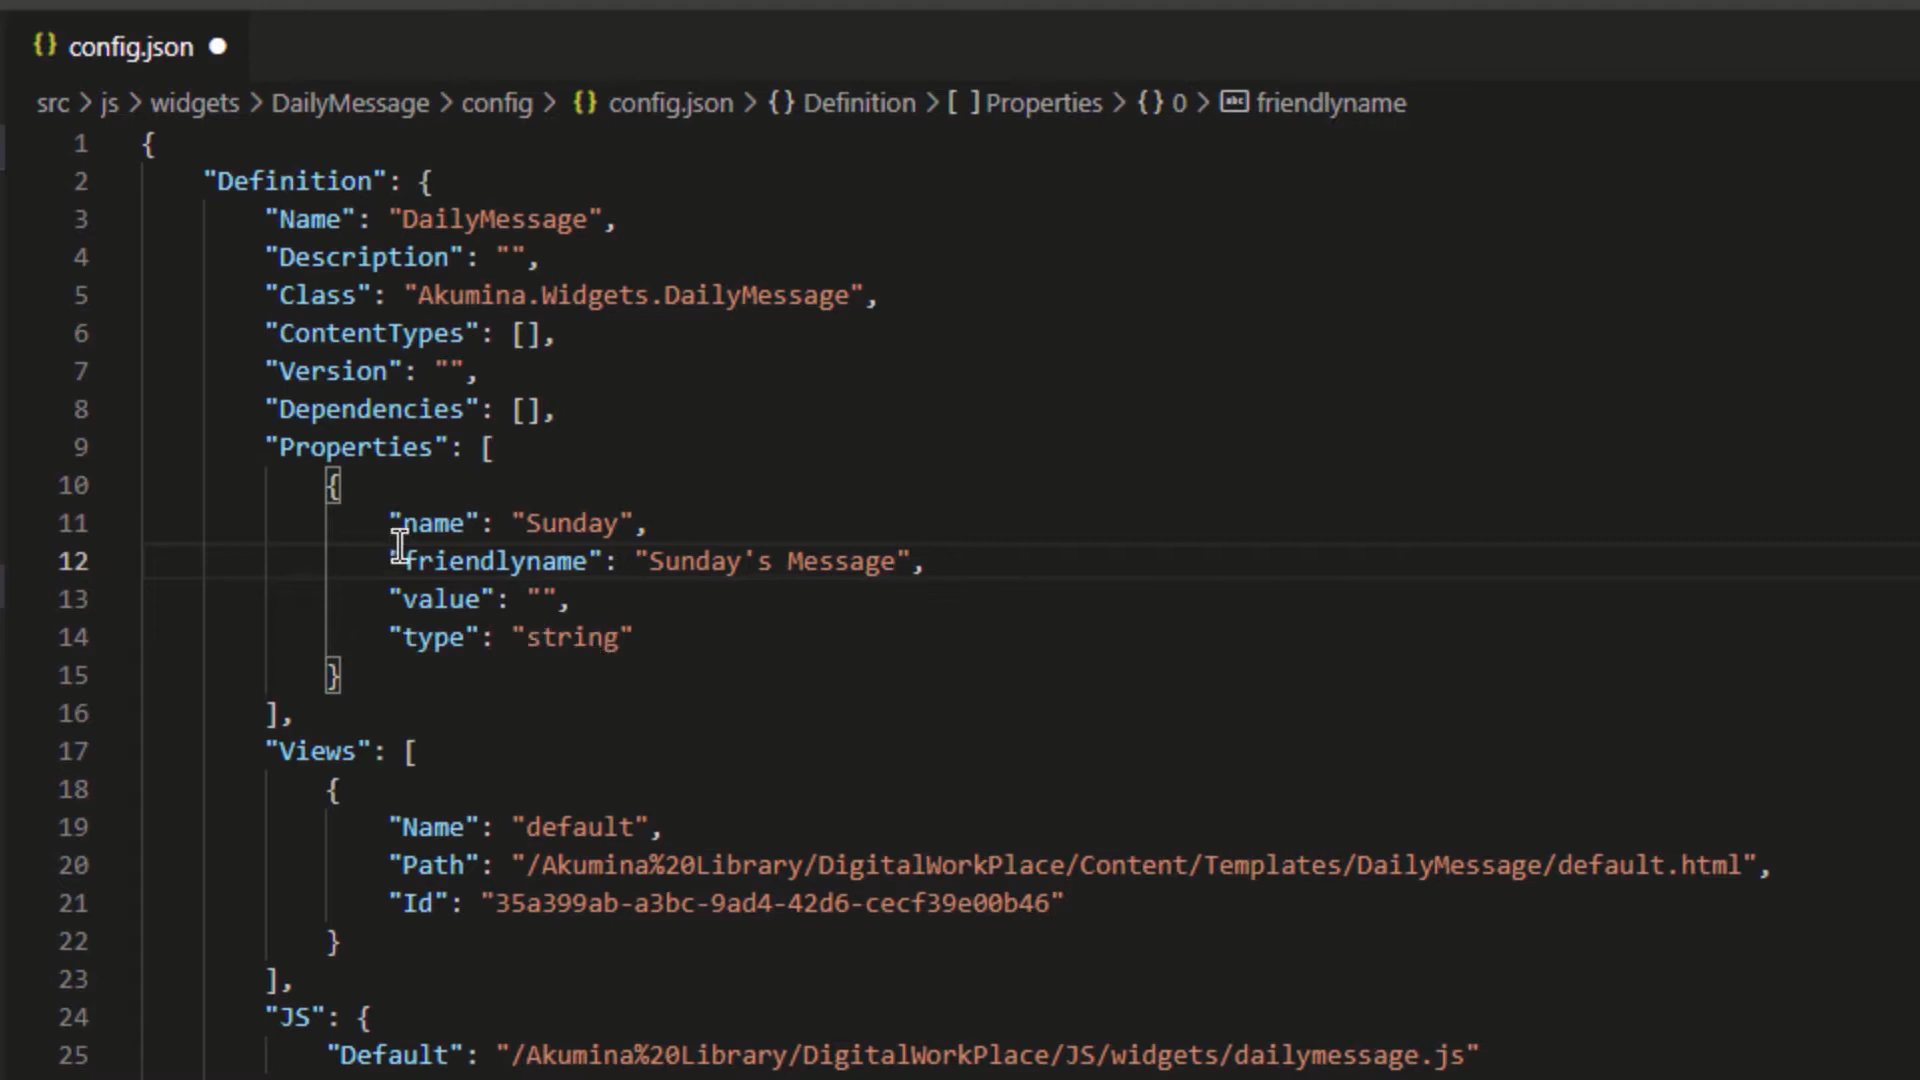 {} config.json ●
src > js > widgets > DailyMessage > config > {} config.json > {} Definition > [ ] Properties > {} 0 > abc friendlyname
1 {
2 "Definition": {
3 "Name": "DailyMessage",
4 "Description": "",
5 "Class": "Akumina.Widgets.DailyMessage",
6 "ContentTypes": [],
7 "Version": "",
8 "Dependencies": [],
9 "Properties": [
10 {
11 "name": "Sunday",
12 "friendlyname": "Sunday's Message",
13 "value": "",
14 "type": "string"
15 }
16 ],
17 "Views": [
18 {
19 "Name": "default",
20 "Path": "/Akumina%20Library/DigitalWorkPlace/Content/Templates/DailyMessage/default.html",
21 "Id": "35a399ab-a3bc-9ad4-42d6-cecf39e00b46"
22 }
23 ],
24 "JS": {
25 "Default": "/Akumina%20Library/DigitalWorkPlace/JS/widgets/dailymessage.js"